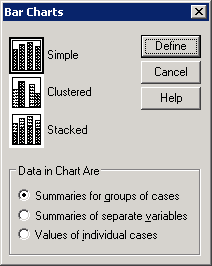 Bar Charts
Simple
Define
Cancel
Clustered
Help
Stacked
Data in Chart Are
Summaries for groups of cases
Summaries of separate variables
Values of individual cases